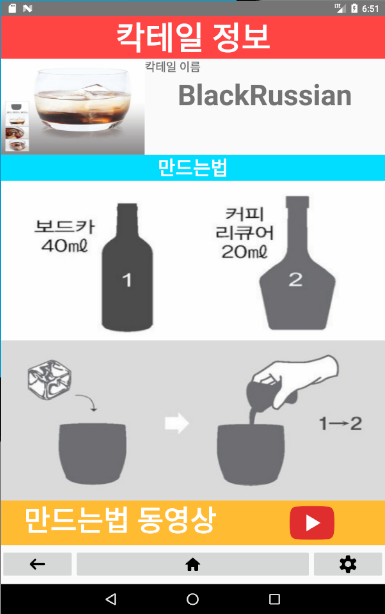 6:51
칵테일 정보
칵테일 이름
BlackRussian
만드는법
보드카
40㎖
1
커피
리큐어
20㎖
2
1→2
만드는법 동영상